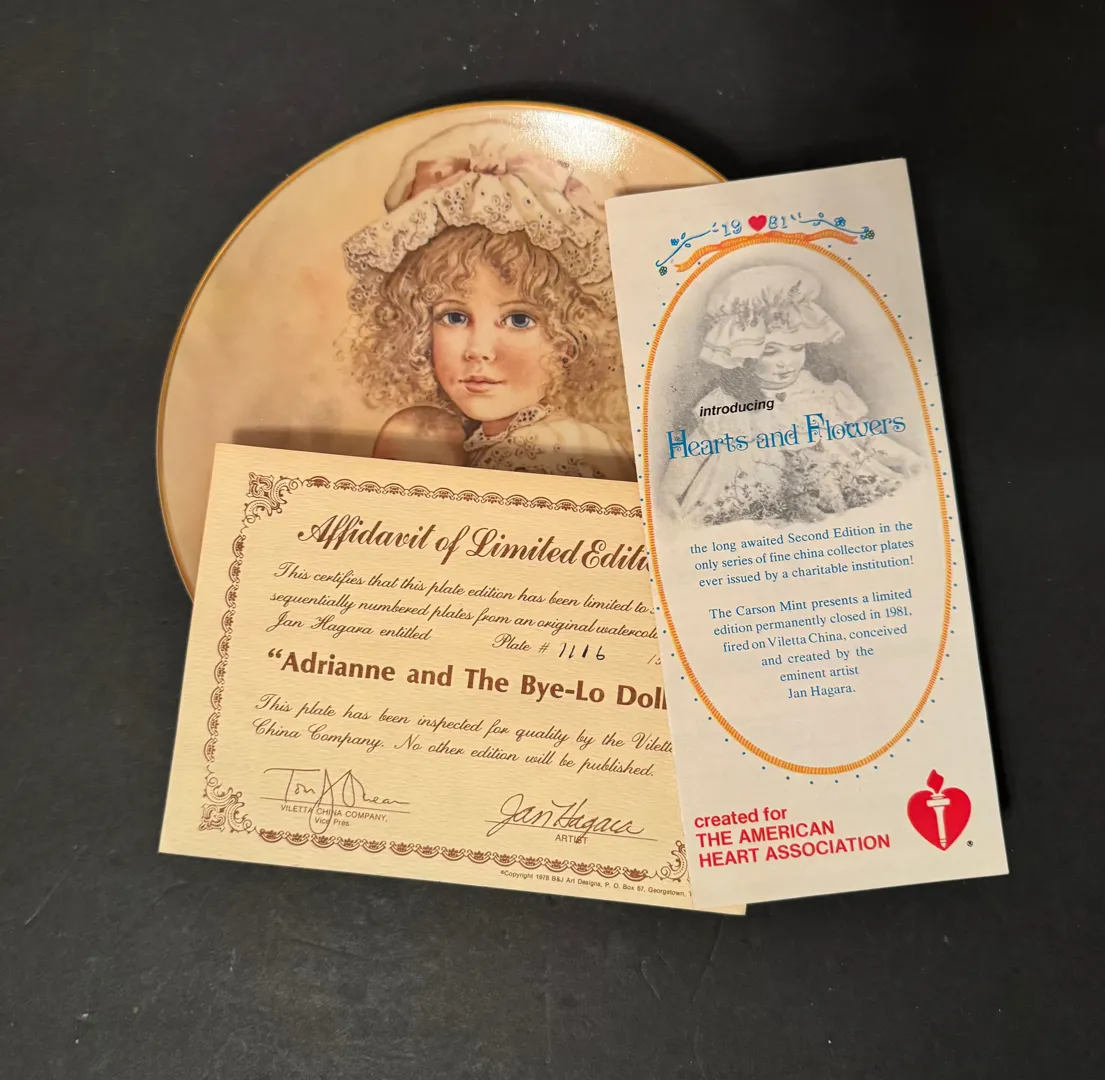 Affidavit of Limited
This certifies that this plate edition has been limited to
sequentially numbered plates from an original
Jan Hagara entitled
Plate # 1116
“Adrianne and The Bye-Lo Doll
This plate has been inspected for quality by the
China Company. No other edition will be published.
VILETTA CHINA COMPANY,
Vice Pres.
Jan Hagara
ARTIST
©Copyright 1978 B&J Art Designs, P. O. Box 67, Georgetown,
19 81
introducing
Hearts and Flowers
the long awaited Second Edition in the
only series of fine china collector plates
ever issued by a charitable institution!
The Carson Mint presents a limited
edition permanently closed in 1981,
fired on Viletta China, conceived
and created by the
eminent artist
Jan Hagara.
created for
THE AMERICAN
HEART ASSOCIATION
®